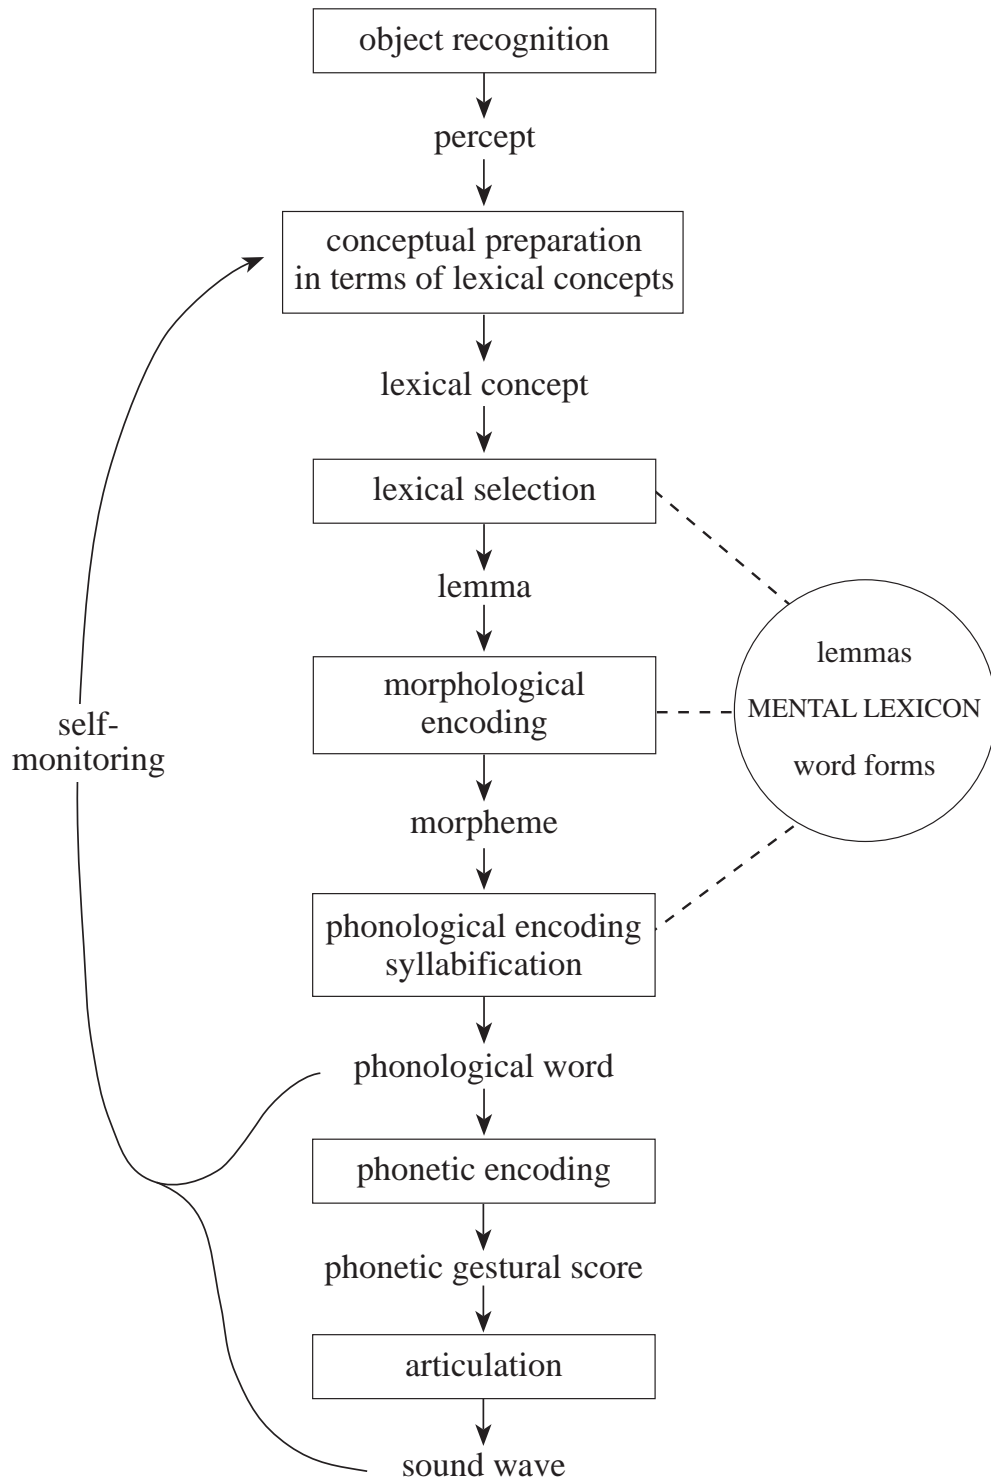 object recognition
percept
conceptual preparation
in terms of lexical concepts
lexical concept
lexical selection
lemma
morphological
encoding
morpheme
phonological encoding
syllabification
phonological word
phonetic encoding
phonetic gestural score
articulation
sound wave
self-
monitoring
lemmas
MENTAL LEXICON
word forms